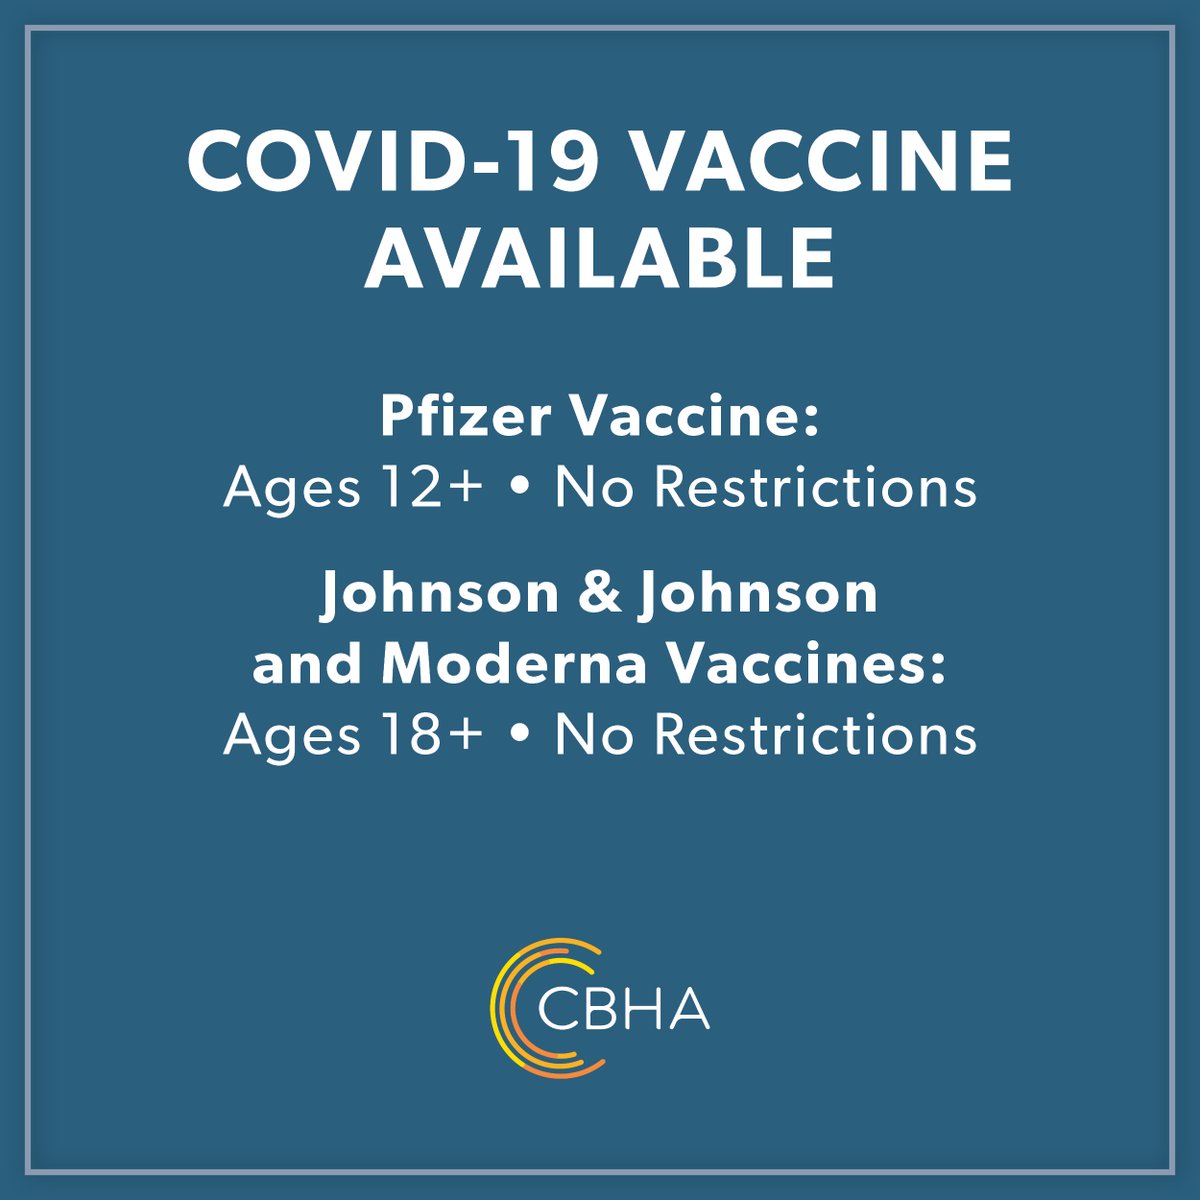 COVID-19 VACCINE
AVAILABLE
Pfizer Vaccine:
Ages 12+ • No Restrictions
Johnson & Johnson
and Moderna Vaccines:
Ages 18+ • No Restrictions
CBHA